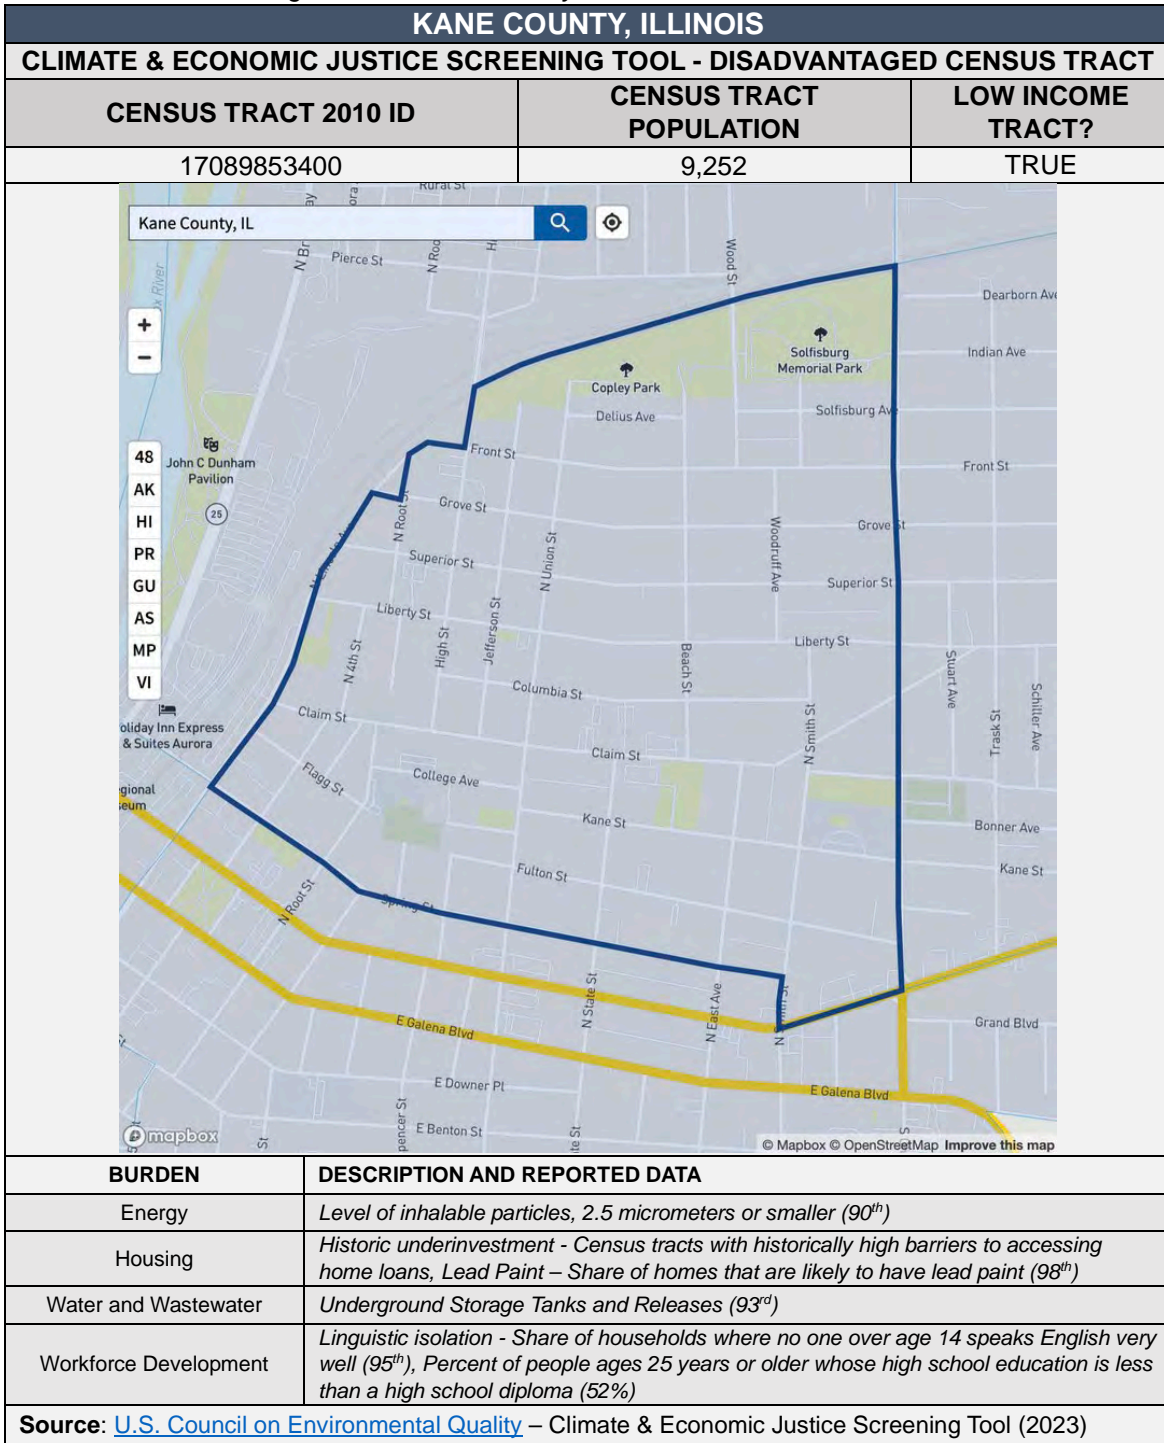 KANE COUNTY, ILLINOIS
CLIMATE & ECONOMIC JUSTICE SCREENING TOOL - DISADVANTAGED CENSUS TRACT
CENSUS TRACT 2010 ID
CENSUS TRACT
POPULATION
LOW INCOME
TRACT?
17089853400
9,252
TRUE
Rural St
Kane County, IL
Pierce St
Wood St
Dearborn Ave
Solfisburg
Memorial Park
Indian Ave
Copley Park
Delius Ave
Solfisburg Ave
John C Dunham
Pavilion
48
AK
HI
PR
GU
AS
MP
VI
25
Front St
Front St
N Root St
Grove St
Grove St
Woodruff Ave
N Union St
Superior St
Superior St
Liberty St
Liberty St
N 4th St
High St
Jefferson St
Beach St
Stuart Ave
Schiller Ave
Trask St
Columbia St
N Smith St
Claim St
Claim St
oliday Inn Express
& Suites Aurora
Flagg St
College Ave
egional
seum
Kane St
Bonner Ave
Kane St
Fulton St
Spring St
N Root St
N State St
N East Ave
Grand Blvd
E Galena Blvd
E Galena Blvd
E Downer Pl
E Benton St
pencer St
mapbox
© Mapbox © OpenStreetMap Improve this map
BURDEN
DESCRIPTION AND REPORTED DATA
Energy
Level of inhalable particles, 2.5 micrometers or smaller (90th)
Housing
Historic underinvestment - Census tracts with historically high barriers to accessing
home loans, Lead Paint – Share of homes that are likely to have lead paint (98th)
Water and Wastewater
Underground Storage Tanks and Releases (93rd)
Workforce Development
Linguistic isolation - Share of households where no one over age 14 speaks English very
well (95th), Percent of people ages 25 years or older whose high school education is less
than a high school diploma (52%)
Source: U.S. Council on Environmental Quality – Climate & Economic Justice Screening Tool (2023)